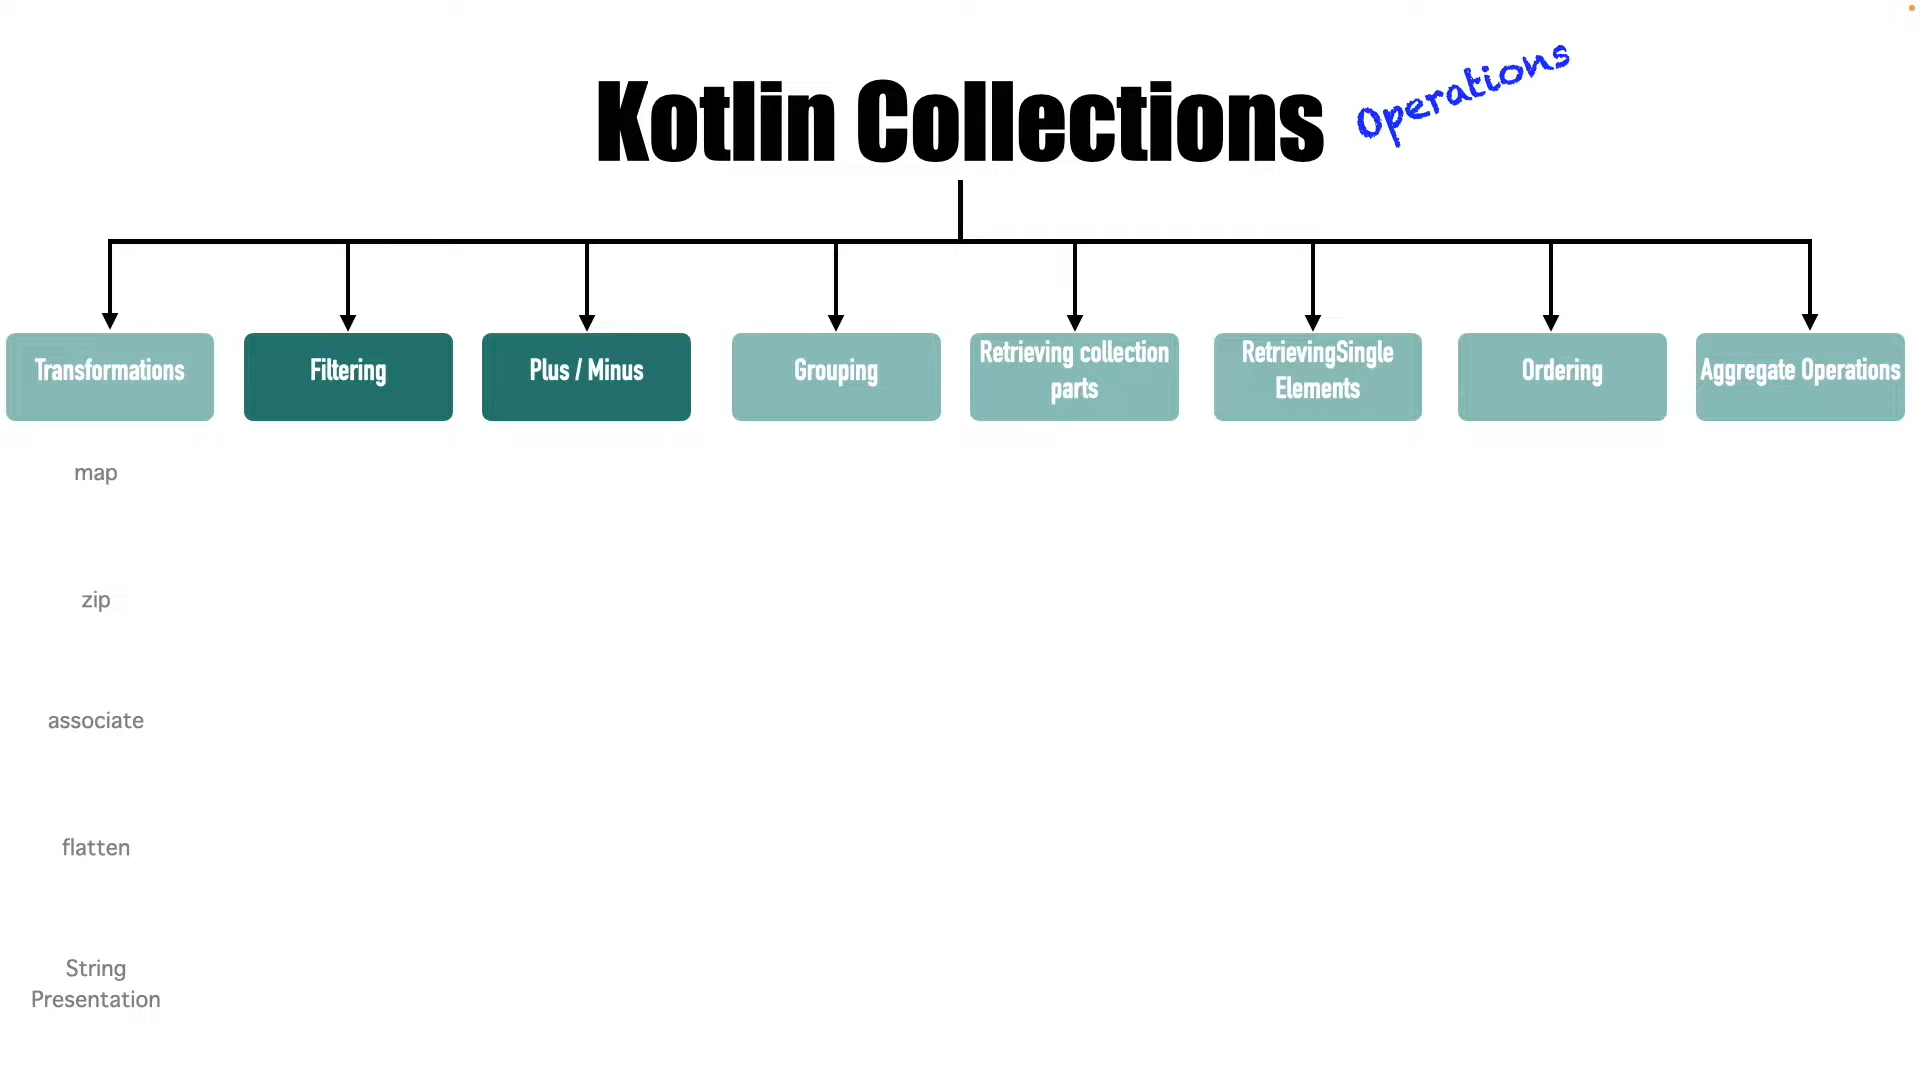 Kotlin Collections
Operations
Transformations
Filtering
Plus / Minus
Grouping
Retrieving collection
parts
RetrievingSingle
Elements
Ordering
Aggregate Operations
map
zip
associate
flatten
String
Presentation